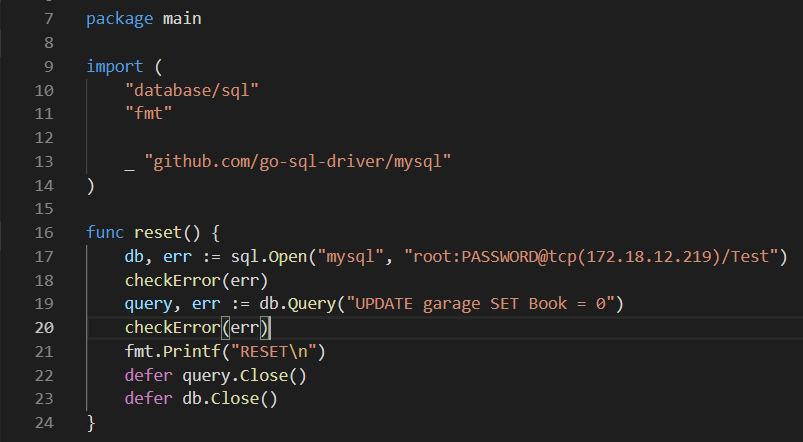 7 package main
8
9 import (
10     "database/sql"
11     "fmt"
12
13     _ "github.com/go-sql-driver/mysql"
14 )
15
16 func reset() {
17     db, err := sql.Open("mysql", "root:PASSWORD@tcp(172.18.12.219)/Test")
18     checkError(err)
19     query, err := db.Query("UPDATE garage SET Book = 0")
20     checkError(err)
21     fmt.Printf("RESET\n")
22     defer query.Close()
23     defer db.Close()
24 }